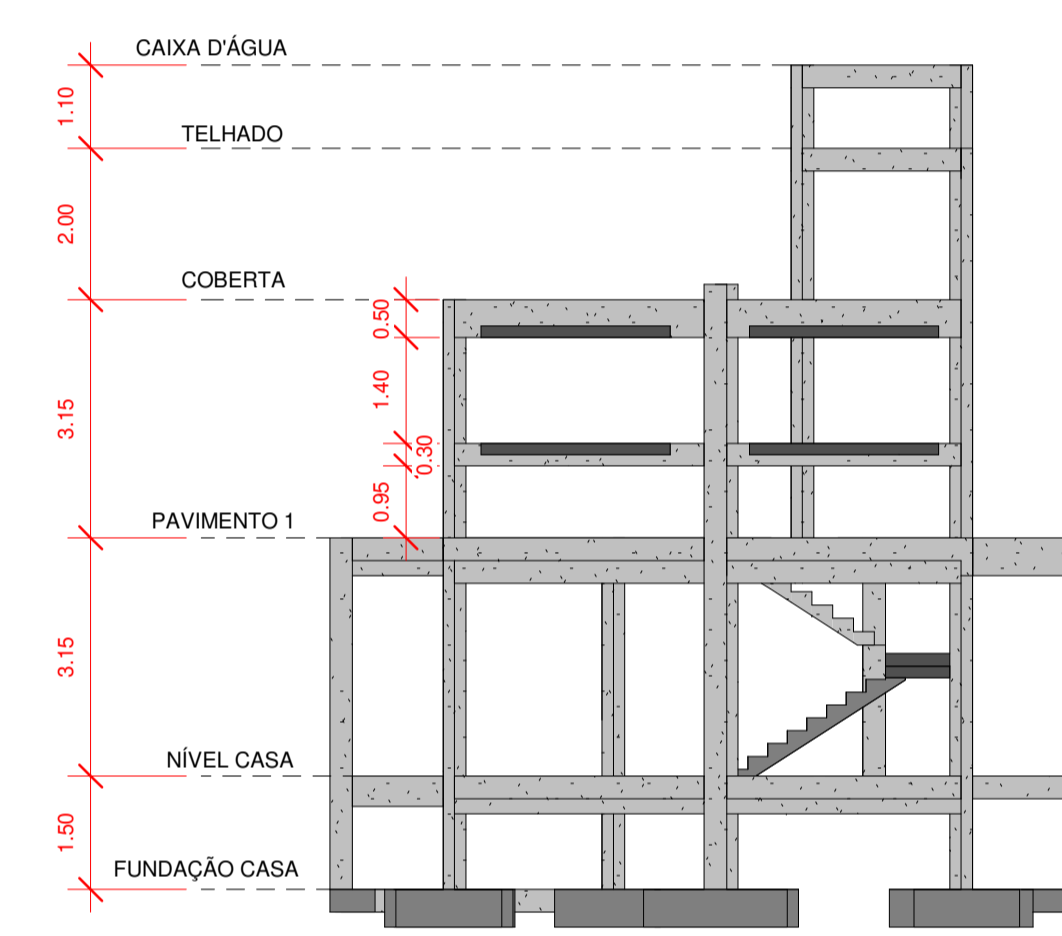 CAIXA D'ÁGUA
1.10
TELHADO
2.00
COBERTA
0.50
3.15
1.40
0.30
0.95
PAVIMENTO 1
3.15
NÍVEL CASA
1.50
FUNDAÇÃO CASA